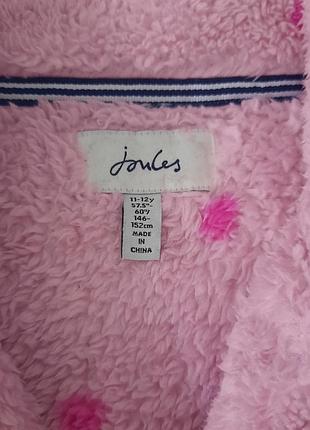 Joules
11-12y
57.5"-
60"/
146-
152cm
MADE
IN
CHINA